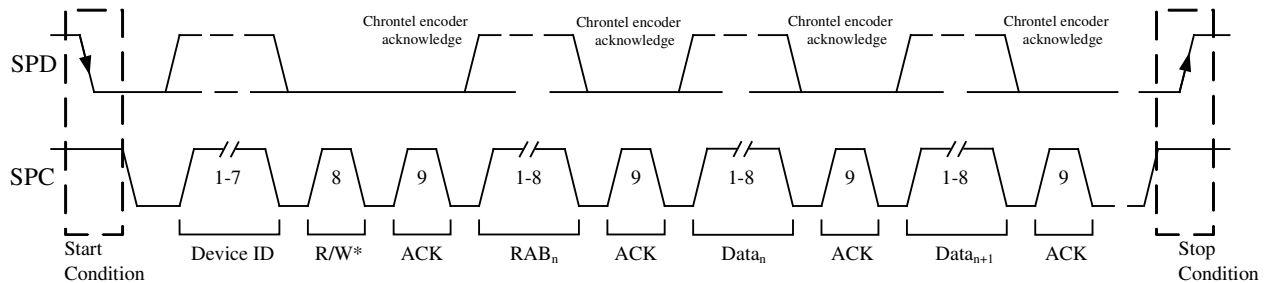 Chrontel encoder acknowledge
Chrontel encoder acknowledge
Chrontel encoder acknowledge
Chrontel encoder acknowledge
SPD
SPC
1-7
8
9
1-8
9
1-8
9
1-8
9
Start Condition
Device ID
R/W*
ACK
RABn
ACK
Datan
ACK
Datan+1
ACK
Stop Condition